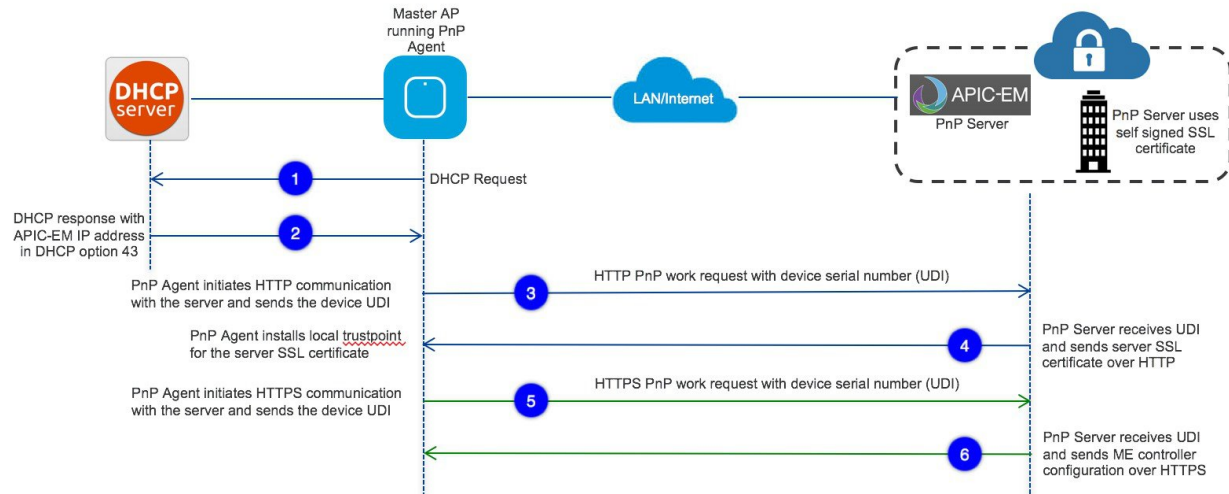 Master AP
running PnP
Agent
DHCP
server
LAN/Internet
APIC-EM
PnP Server
PnP Server uses
self signed SSL
certificate
1
DHCP Request
DHCP response with
APIC-EM IP address
in DHCP option 43
2
PnP Agent initiates HTTP communication
with the server and sends the device UDI
3
HTTP PnP work request with device serial number (UDI)
PnP Agent installs local trustpoint
for the server SSL certificate
4
PnP Server receives UDI
and sends server SSL
certificate over HTTP
PnP Agent initiates HTTPS communication
with the server and sends the device UDI
5
HTTPS PnP work request with device serial number (UDI)
6
PnP Server receives UDI
and sends ME controller
configuration over HTTPS